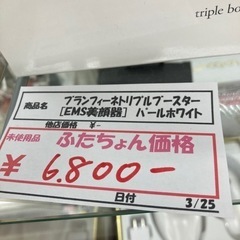 triple bo
商品名
ブランフィーネトリプルブースター
[EMS美顔器] パールホワイト
他店価格 ¥-
未使用品
ふたちょん価格
¥ 6.800-
日付 3/25